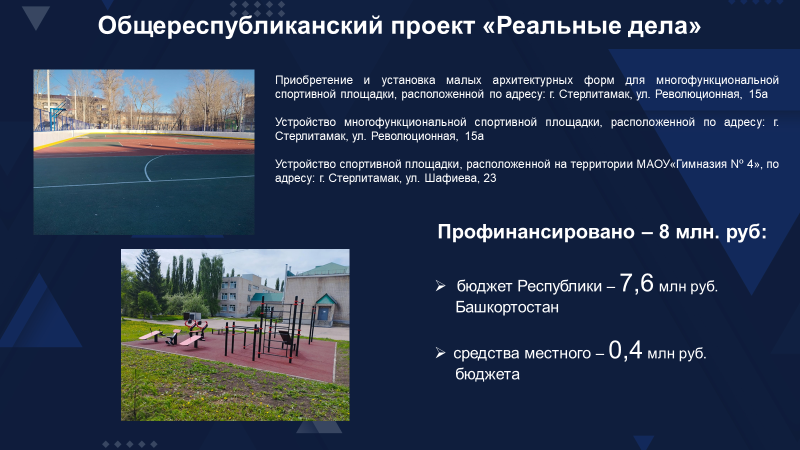 Общереспубликанский проект «Реальные дела»
Приобретение и установка малых архитектурных форм для многофункциональной
спортивной площадки, расположенной по адресу: г. Стерлитамак, ул. Революционная, 15а
Устройство многофункциональной спортивной площадки, расположенной по адресу: г.
Стерлитамак, ул. Революционная, 15а
Устройство спортивной площадки, расположенной на территории МАОУ«Гимназия № 4», по
адресу: г. Стерлитамак, ул. Шафиева, 23
Профинансировано – 8 млн. руб:
➢ бюджет Республики – 7,6 млн руб.
Башкортостан
➢ средства местного – 0,4 млн руб.
бюджета